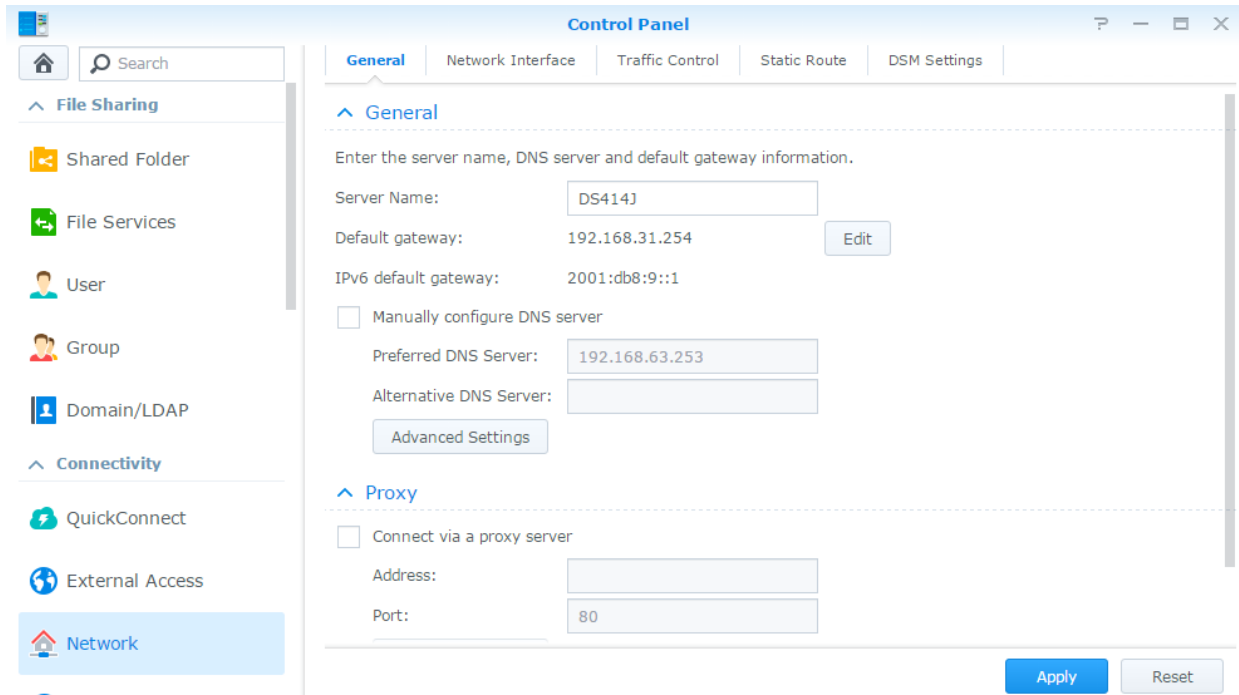 Control Panel
Search
General Network Interface Traffic Control Static Route DSM Settings
File Sharing
Shared Folder
File Services
User
Group
Domain/LDAP
Connectivity
QuickConnect
External Access
Network
General
Enter the server name, DNS server and default gateway information.
Server Name: DS414J
Default gateway: 192.168.31.254 Edit
IPv6 default gateway: 2001:db8:9::1
Manually configure DNS server
Preferred DNS Server: 192.168.63.253
Alternative DNS Server:
Advanced Settings
Proxy
Connect via a proxy server
Address:
Port: 80
Apply Reset